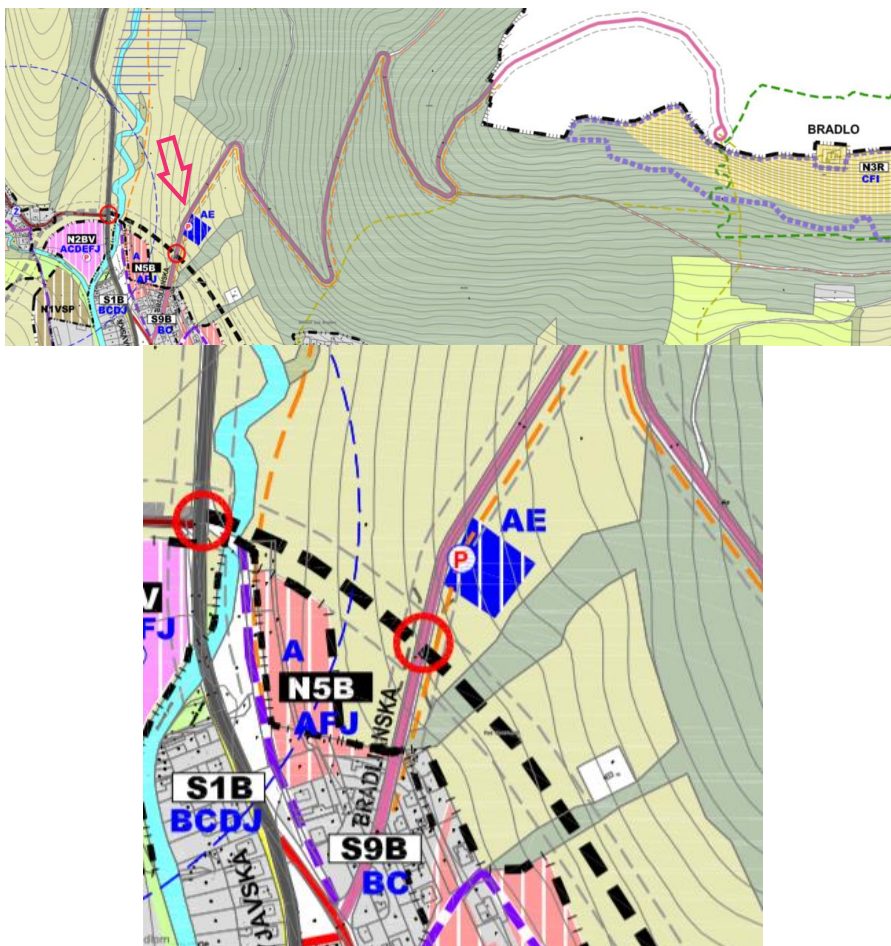 BRADLO
N3R
CFI
AE
P
Z
N2BV
ACDEFJ
P
A
N5B
AFJ
N1VSP
S1B
BCDJ
S9B
BC
AE
P
V
FJ
A
N5B
AFJ
BRADLIANSKA
S1B
BCDJ
S9B
BC
JAVSKÁ
dlom